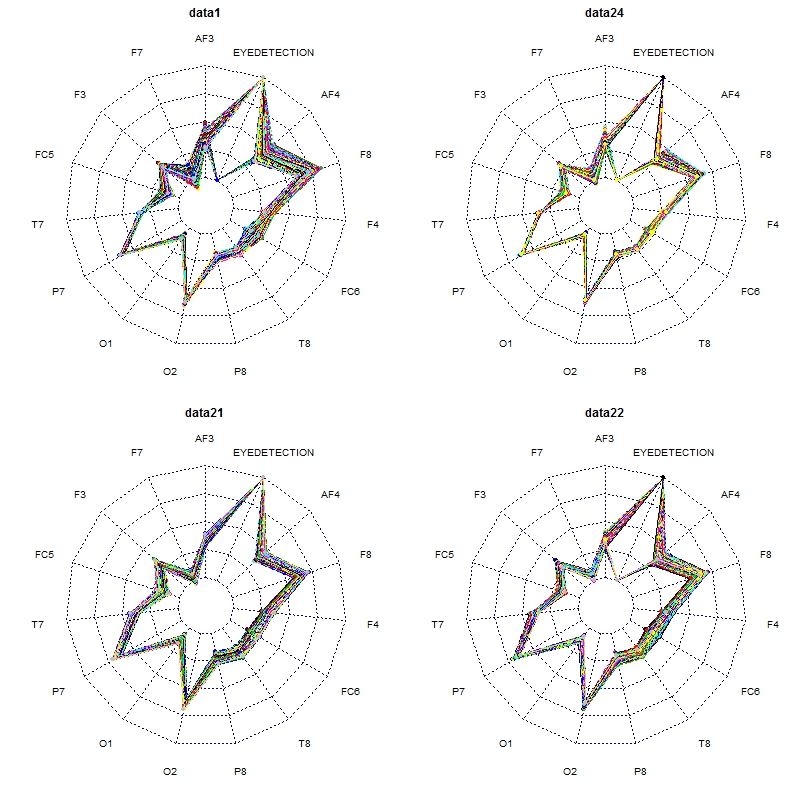 data1
AF3
EYEDETECTION
F7
AF4
F3
F8
FC5
F4
T7
FC6
P7
T8
O1
P8
O2
data24
AF3
EYEDETECTION
F7
AF4
F3
F8
FC5
F4
T7
FC6
P7
T8
O1
P8
O2
data21
AF3
EYEDETECTION
F7
AF4
F3
F8
FC5
F4
T7
FC6
P7
T8
O1
P8
O2
data22
AF3
EYEDETECTION
F7
AF4
F3
F8
FC5
F4
T7
FC6
P7
T8
O1
P8
O2